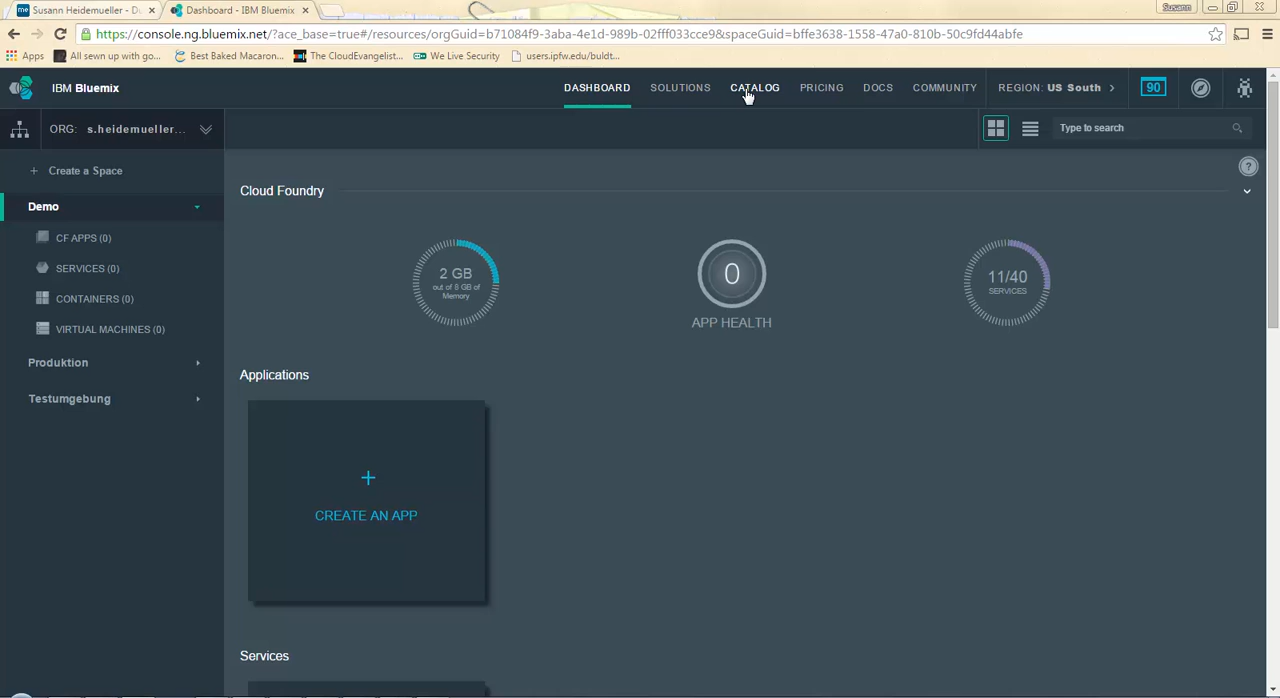 Susann Heidemueller - D
Dashboard - IBM Bluemix
Susann
https://console.ng.bluemix.net/?ace_base=true#/resources/orgGuid=b71084f9-3aba-4e1d-989b-02fff033cce9&spaceGuid=bffe3638-1558-47a0-810b-50c9fd44abfe
Apps
All sewn up with go...
Best Baked Macaron...
The CloudEvangelist...
We Live Security
users.ipfw.edu/buldt...
IBM Bluemix
DASHBOARD
SOLUTIONS
CATALOG
PRICING
DOCS
COMMUNITY
REGION: US South
90
ORG: s.heidemueller...
Type to search
+ Create a Space
?
Cloud Foundry
Demo
CF APPS (0)
SERVICES (0)
CONTAINERS (0)
VIRTUAL MACHINES (0)
Produktion
Testumgebung
2 GB
out of 8 GB of
Memory
0
APP HEALTH
11/40
SERVICES
Applications
+
CREATE AN APP
Services